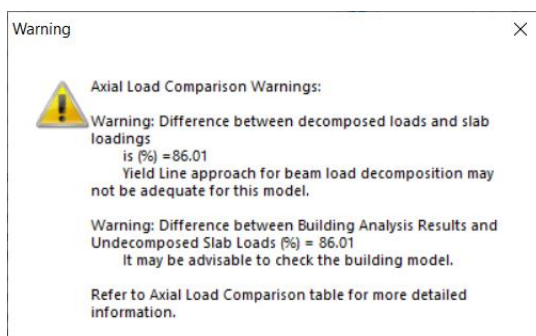 Warning
Axial Load Comparison Warnings:
Warning: Difference between decomposed loads and slab
loadings
is (%) =86.01
Yield Line approach for beam load decomposition may
not be adequate for this model.
Warning: Difference between Building Analysis Results and
Undecomposed Slab Loads (%) = 86.01
It may be advisable to check the building model.
Refer to Axial Load Comparison table for more detailed
information.